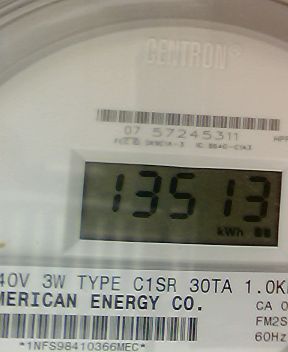 CENTRON®
07 57245311
13513
kWh
40V 3W TYPE C1SR 30TA 1.0K
MERICAN ENERGY CO.
CA 0
FM2S
60Hz
*1NFS98410366MEC*